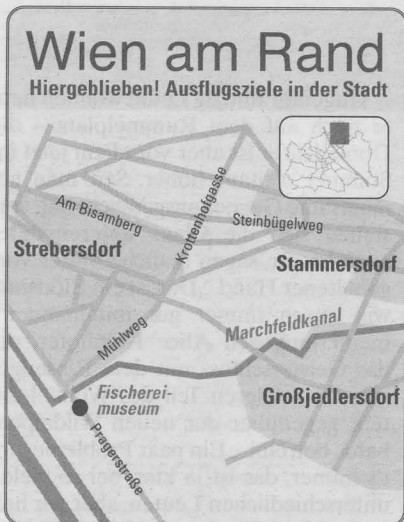 Wien am Rand
Hiergeblieben! Ausflugsziele in der Stadt
Am Bisamberg
Krottenhofgasse
Steinbügelweg
Strebersdorf
Stammersdorf
Mühlweg
Marchfeldkanal
Fischerei-
museum
Großjedlersdorf
Pragerstraße